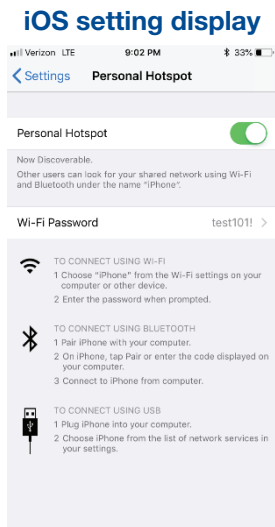 iOS setting display
Verizon LTE 9:02 PM 33%
Settings Personal Hotspot
Personal Hotspot
Now Discoverable.
Other users can look for your shared network using Wi-Fi
and Bluetooth under the name "iPhone".
Wi-Fi Password test101!
TO CONNECT USING WI-FI
1 Choose "iPhone" from the Wi-Fi settings on your
computer or other device.
2 Enter the password when prompted.
TO CONNECT USING BLUETOOTH
1 Pair iPhone with your computer.
2 On iPhone, tap Pair or enter the code displayed on
your computer.
3 Connect to iPhone from computer.
TO CONNECT USING USB
1 Plug iPhone into your computer.
2 Choose iPhone from the list of network services in
your settings.